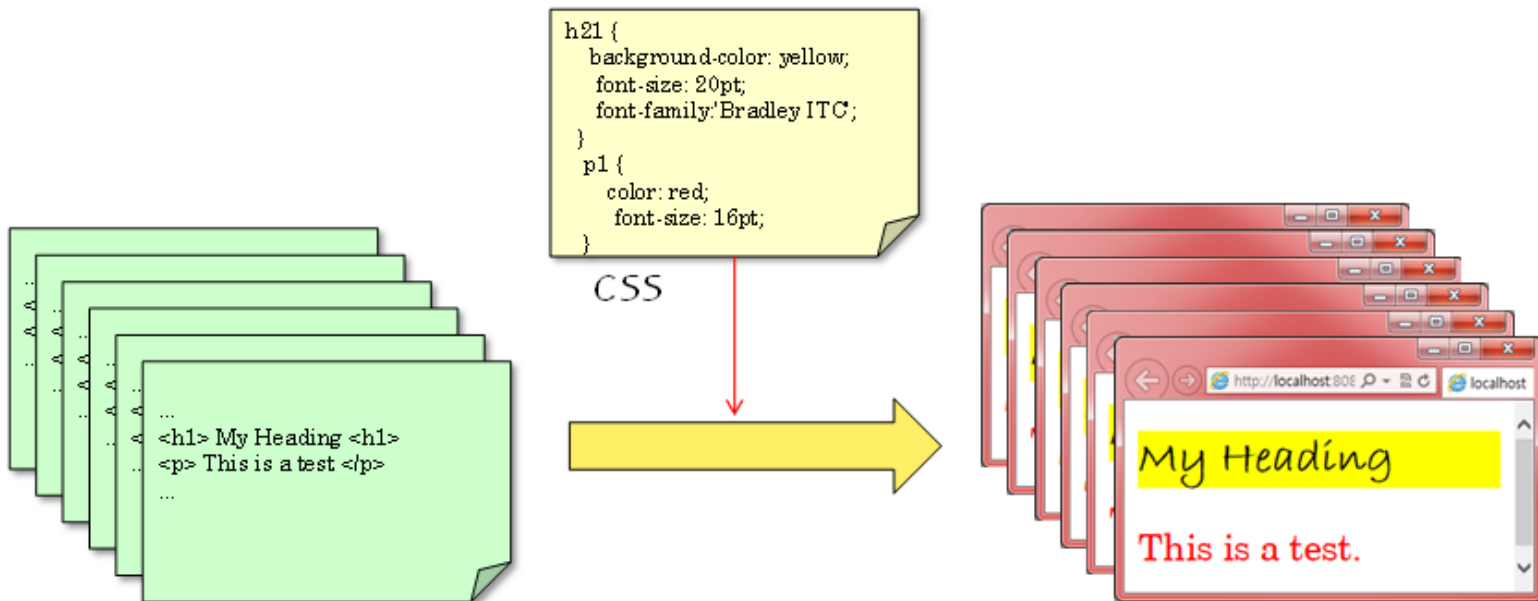 h21 {
background-color: yellow;
font-size: 20pt;
font-family:'Bradley ITC';
}
p1 {
color: red;
font-size: 16pt;
}
CSS
...
<h1> My Heading <h1>
<p> This is a test </p>
...
http://localhost:808
localhost
My Heading
This is a test.